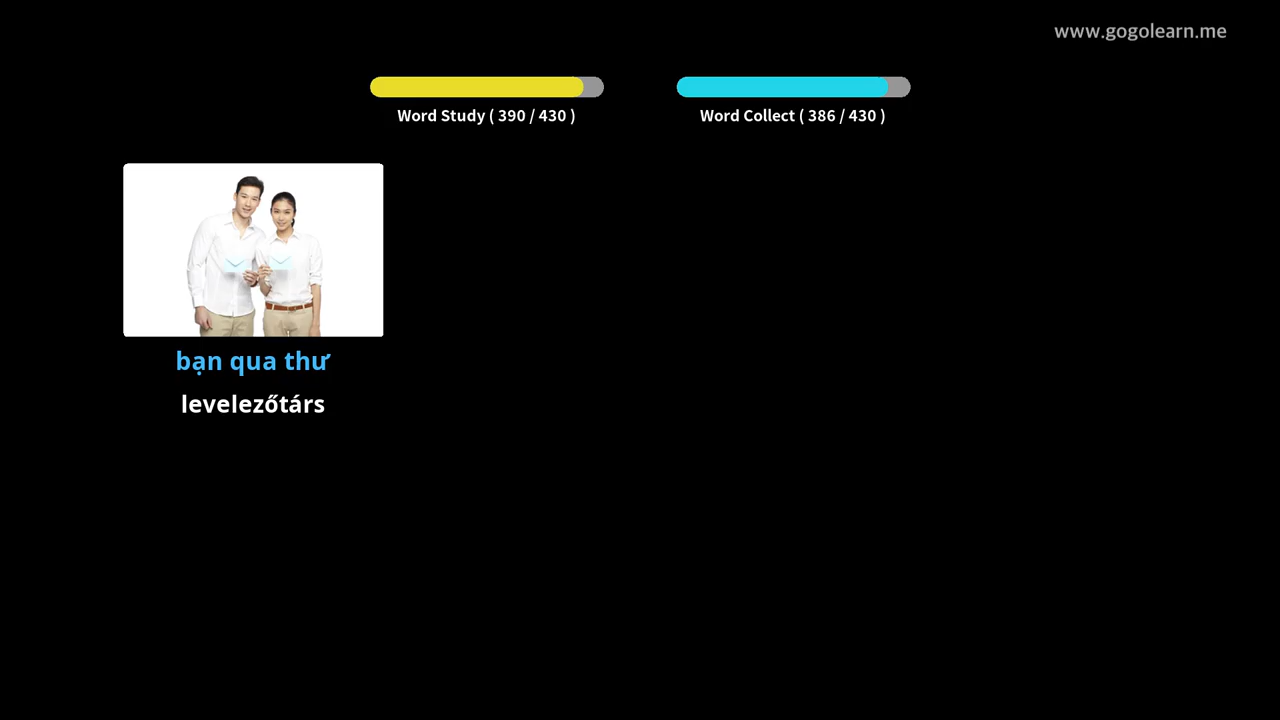 www.gogolearn.me
Word Study ( 390 / 430 )
Word Collect ( 386 / 430 )
bạn qua thư
levelezőtárs